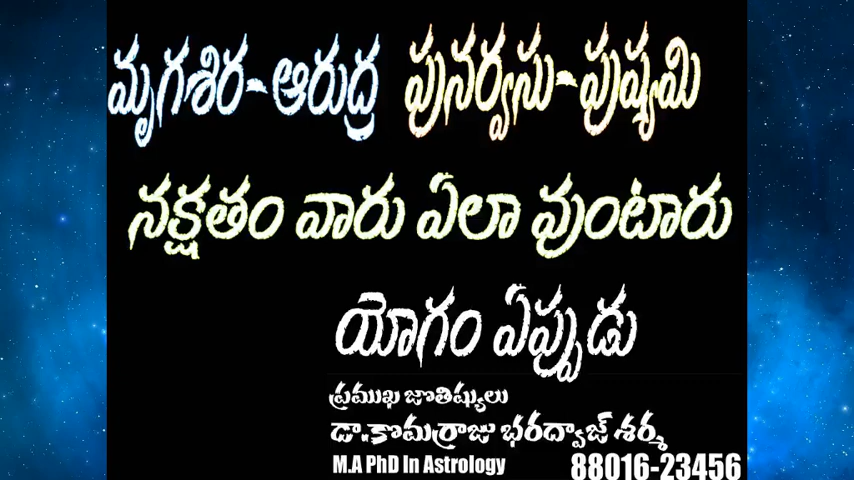 మృగశిర-ఆరుద్ర పునర్వసు-పుష్యమి
నక్షతం వారు ఏలా వుంటారు
యోగం ఏప్పుడు
ప్రముఖ జ్యొతిష్యులు
డా.కొమర్రాజు భరద్వాజ్ శర్మ
M.A PhD In Astrology
88016-23456